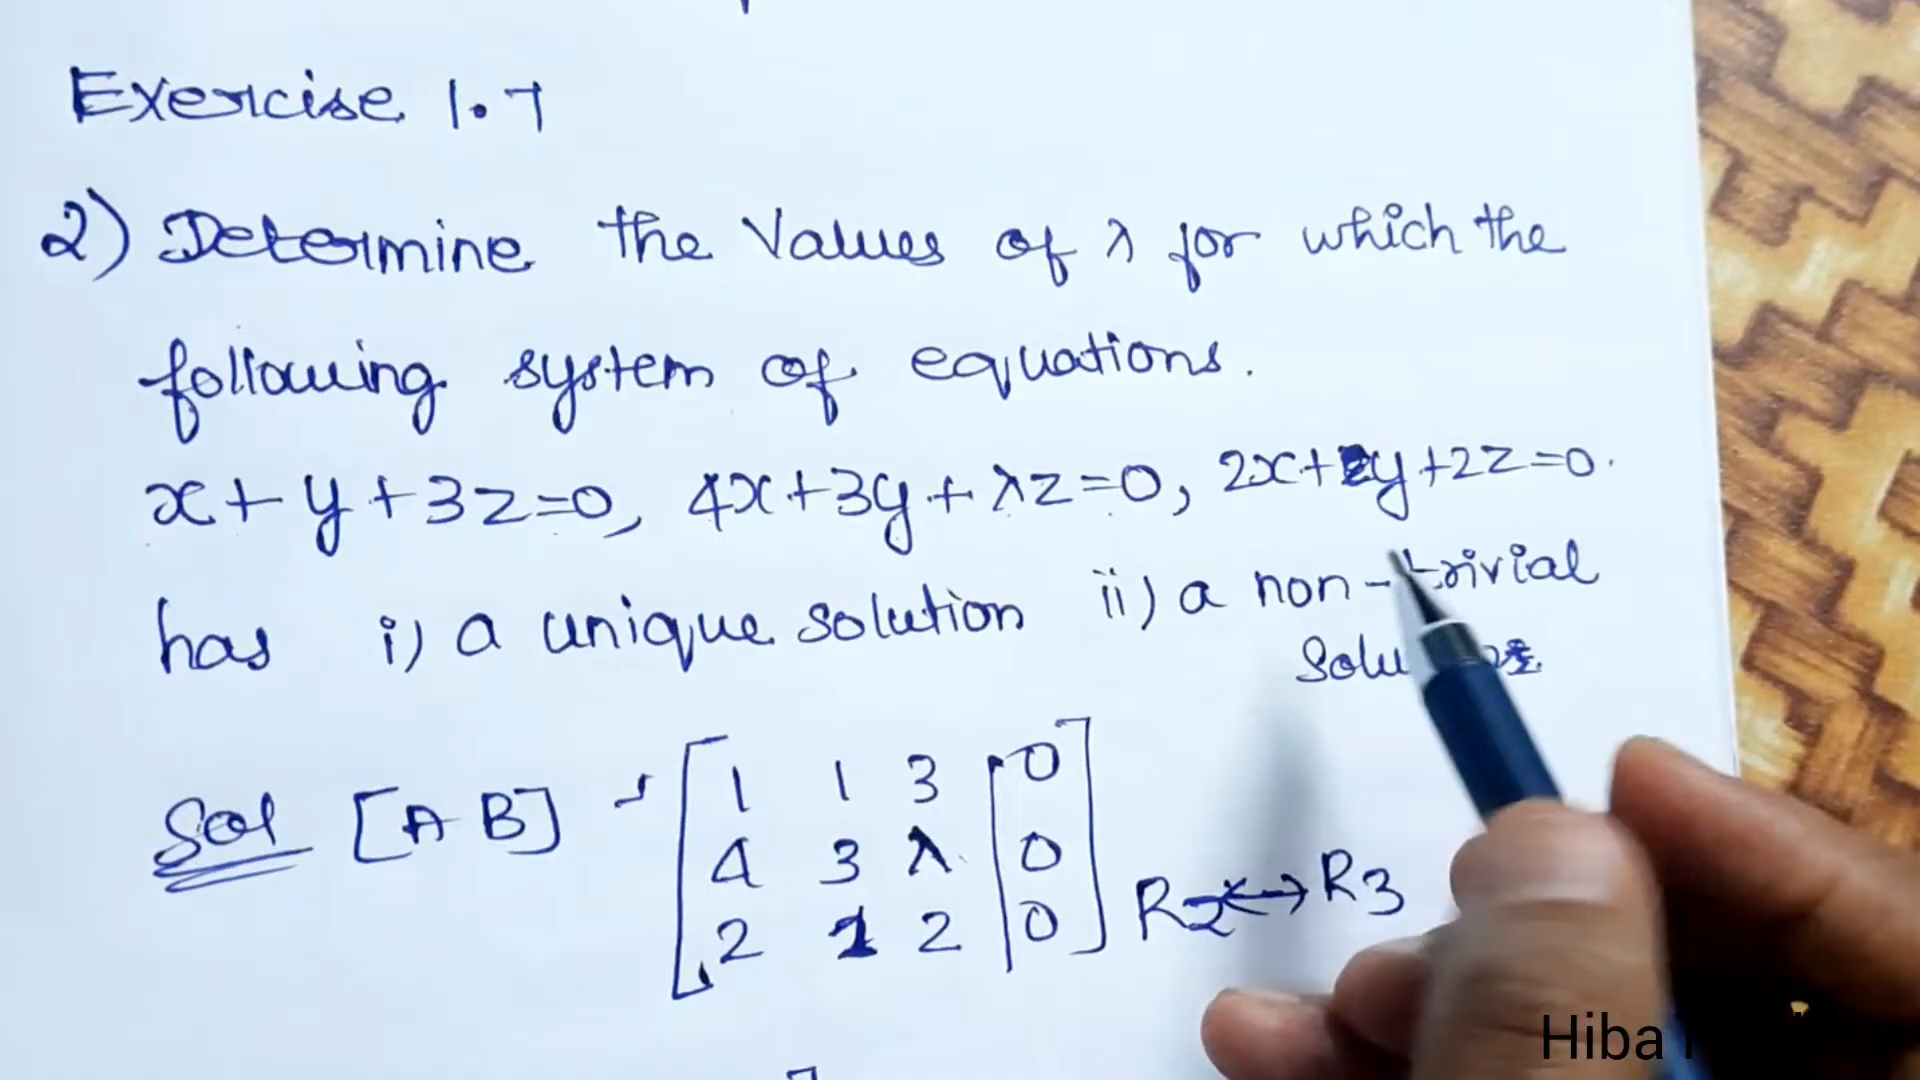 Exercise 1.7
2) Determine the values of λ for which the
following system of equations.
x + y + 3z = 0, 4x + 3y + λz = 0, 2x + y + 2z = 0.
has i) a unique solution ii) a non-trivial
Sol [A B] 1 1 3 0
4 3 λ 0
2 1 2 0 R2 ↔ R3
Hiba